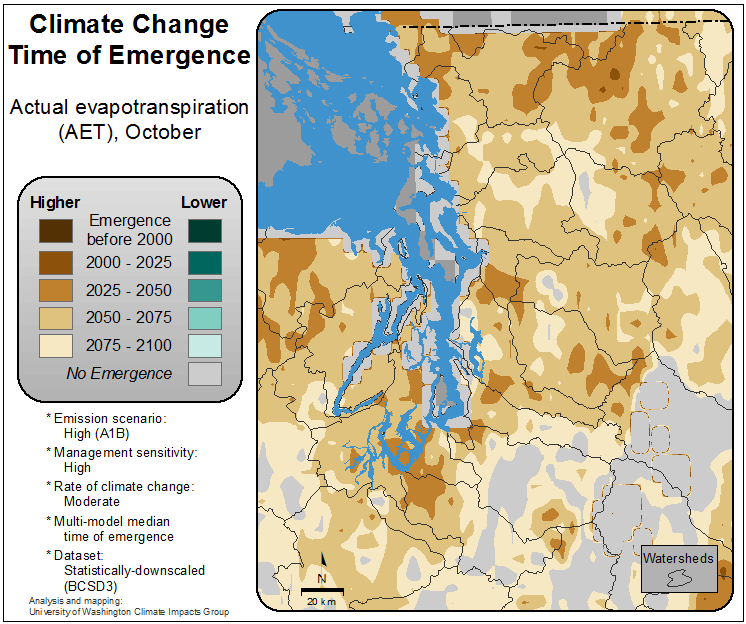 Climate Change
Time of Emergence
Actual evapotranspiration
(AET), October
Higher
Lower
Emergence
before 2000
2000 - 2025
2025 - 2050
2050 - 2075
2075 - 2100
No Emergence
* Emission scenario:
High (A1B)
* Management sensitivity:
High
* Rate of climate change:
Moderate
* Multi-model median
time of emergence
* Dataset:
Statistically-downscaled
(BCSD3)
Analysis and mapping:
University of Washington Climate Impacts Group
N
20 km
Watersheds